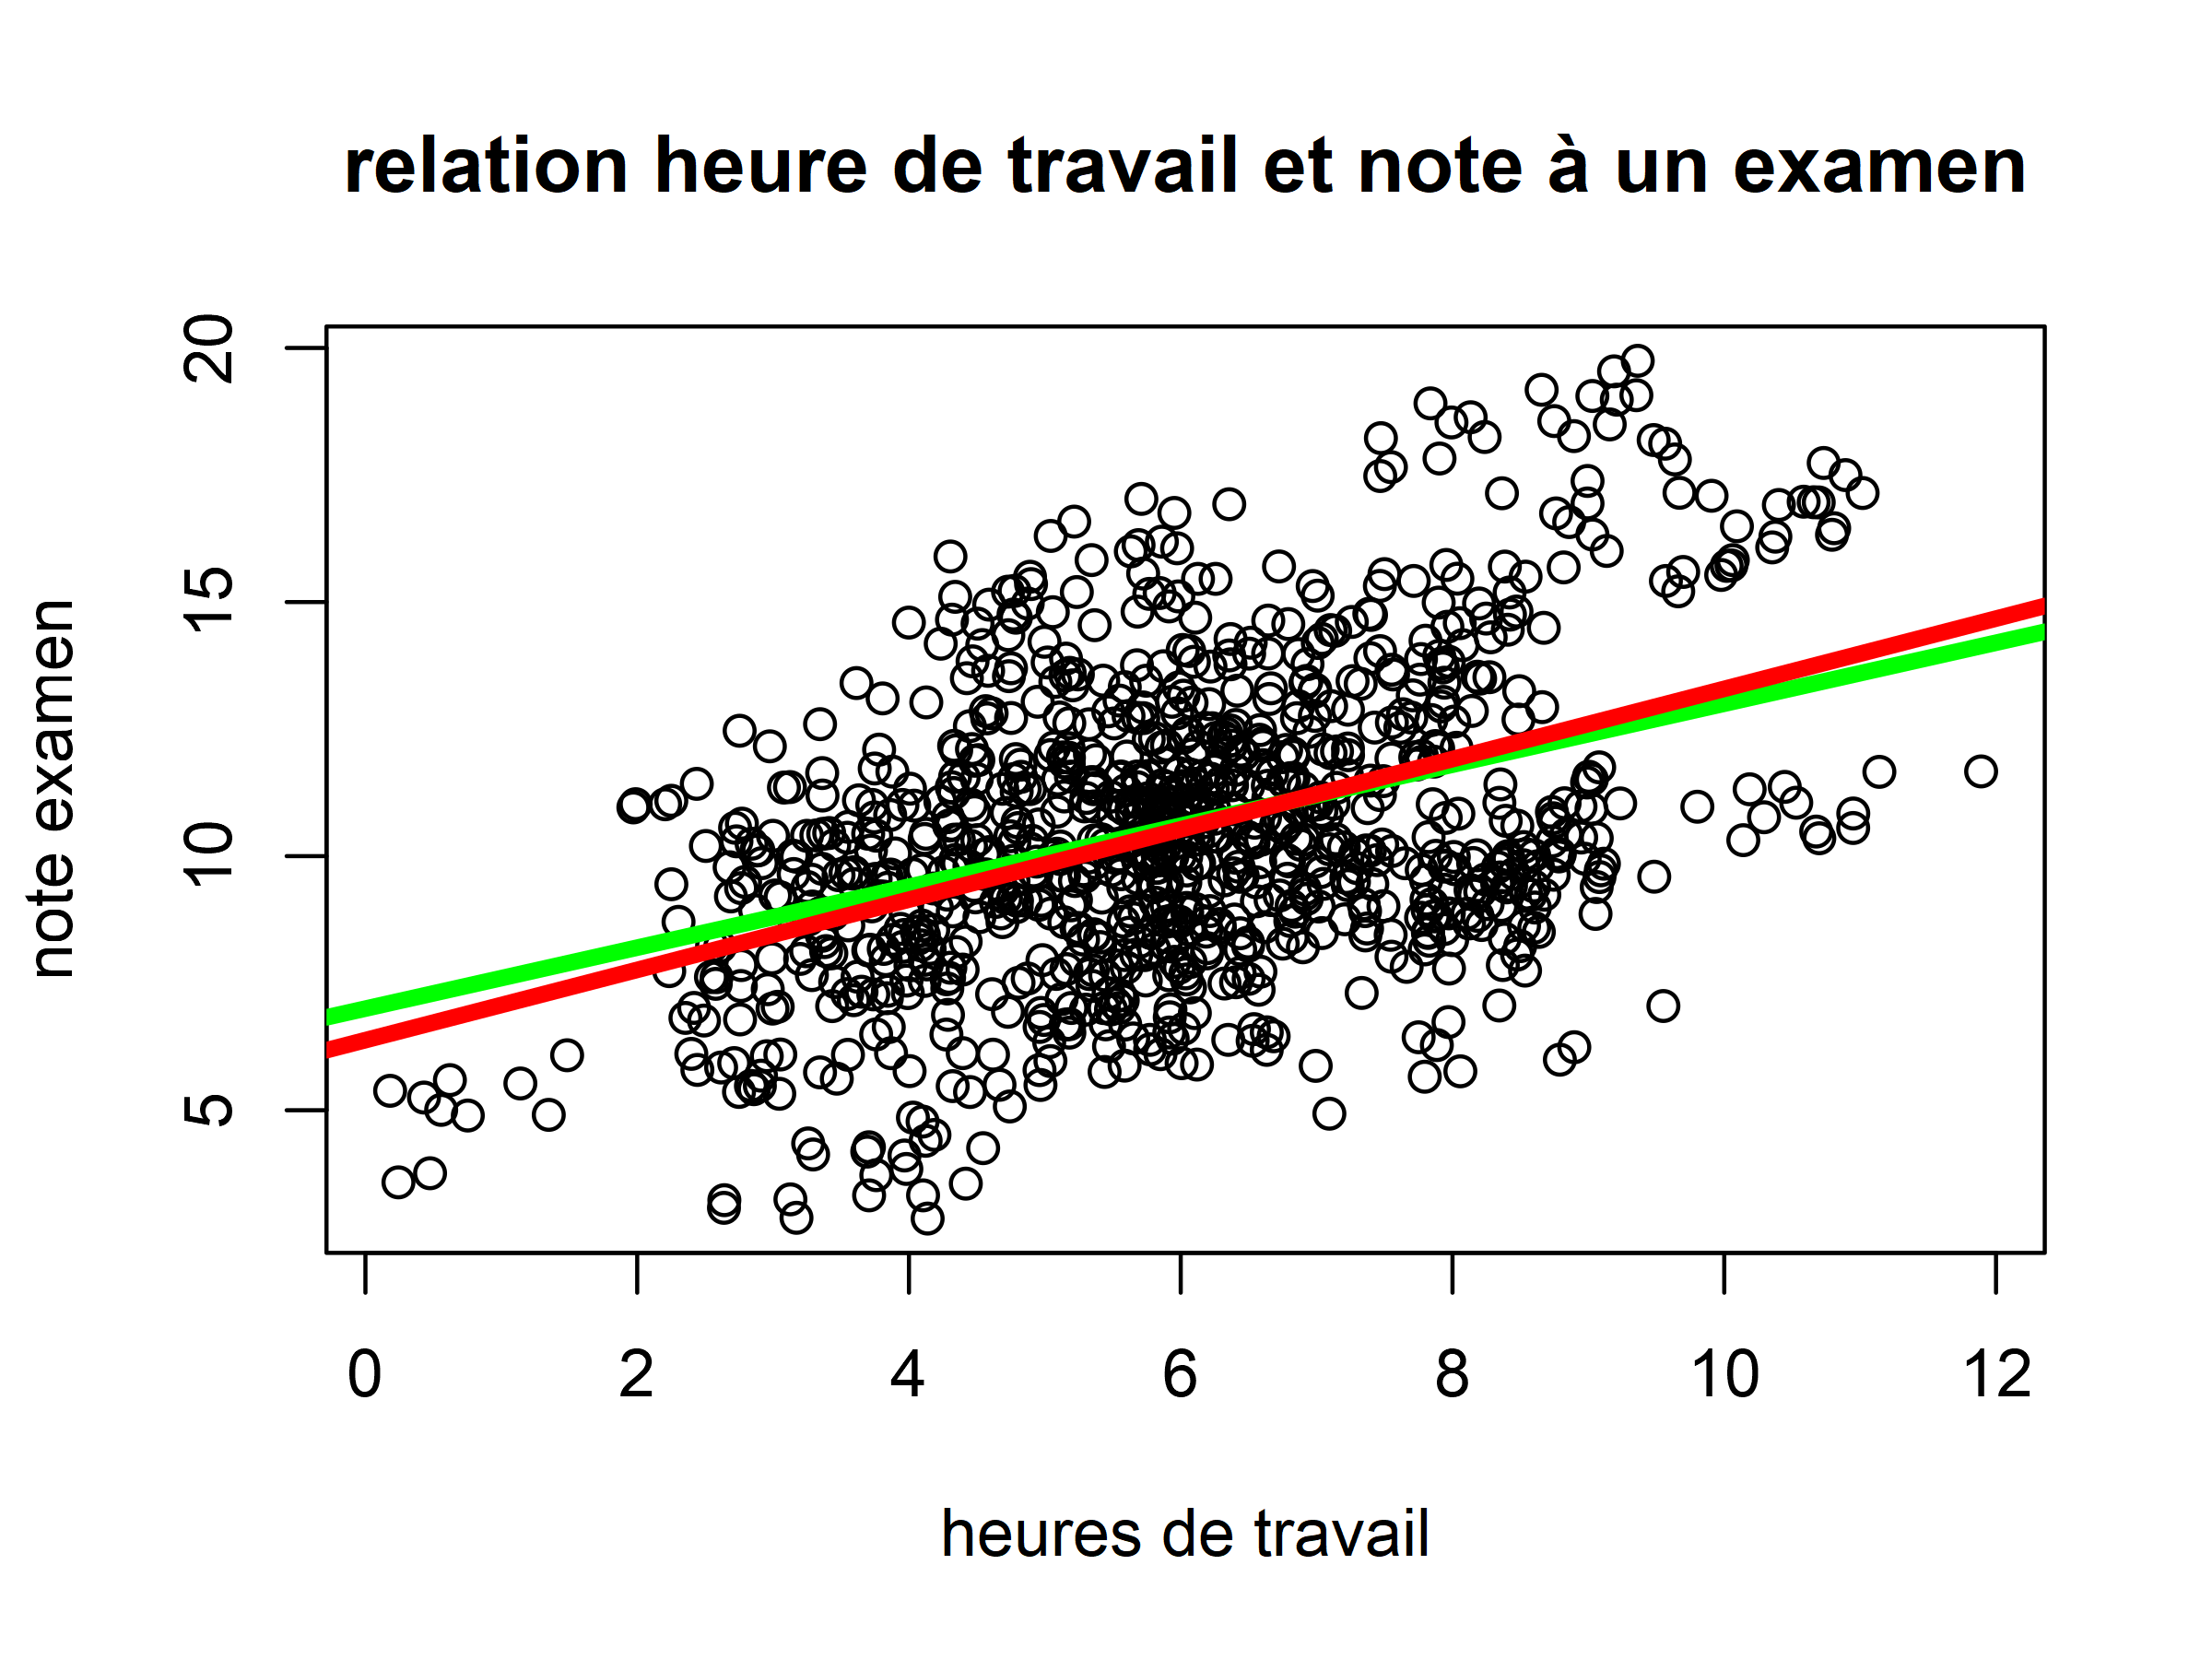 relation heure de travail et note à un examen
note examen
20
15
10
5
0 2 4 6 8 10 12
heures de travail